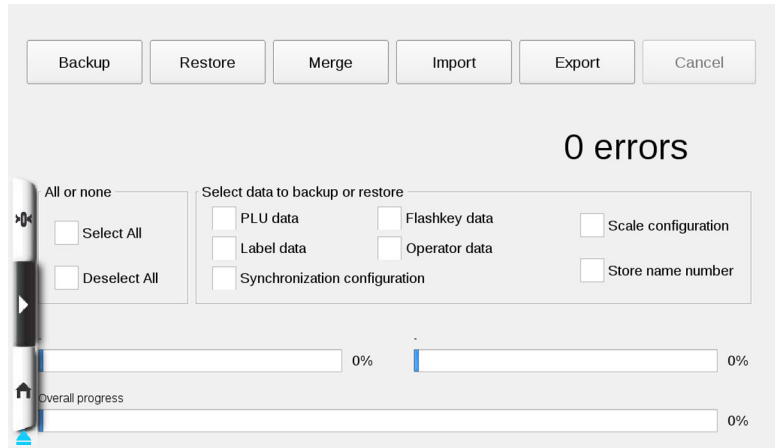 Backup Restore Merge Import Export Cancel
0 errors
All or none
Select All
Deselect All
Select data to backup or restore
PLU data Flashkey data Scale configuration
Label data Operator data
Synchronization configuration Store name number
>0<
- -
0% 0%
Overall progress
0%